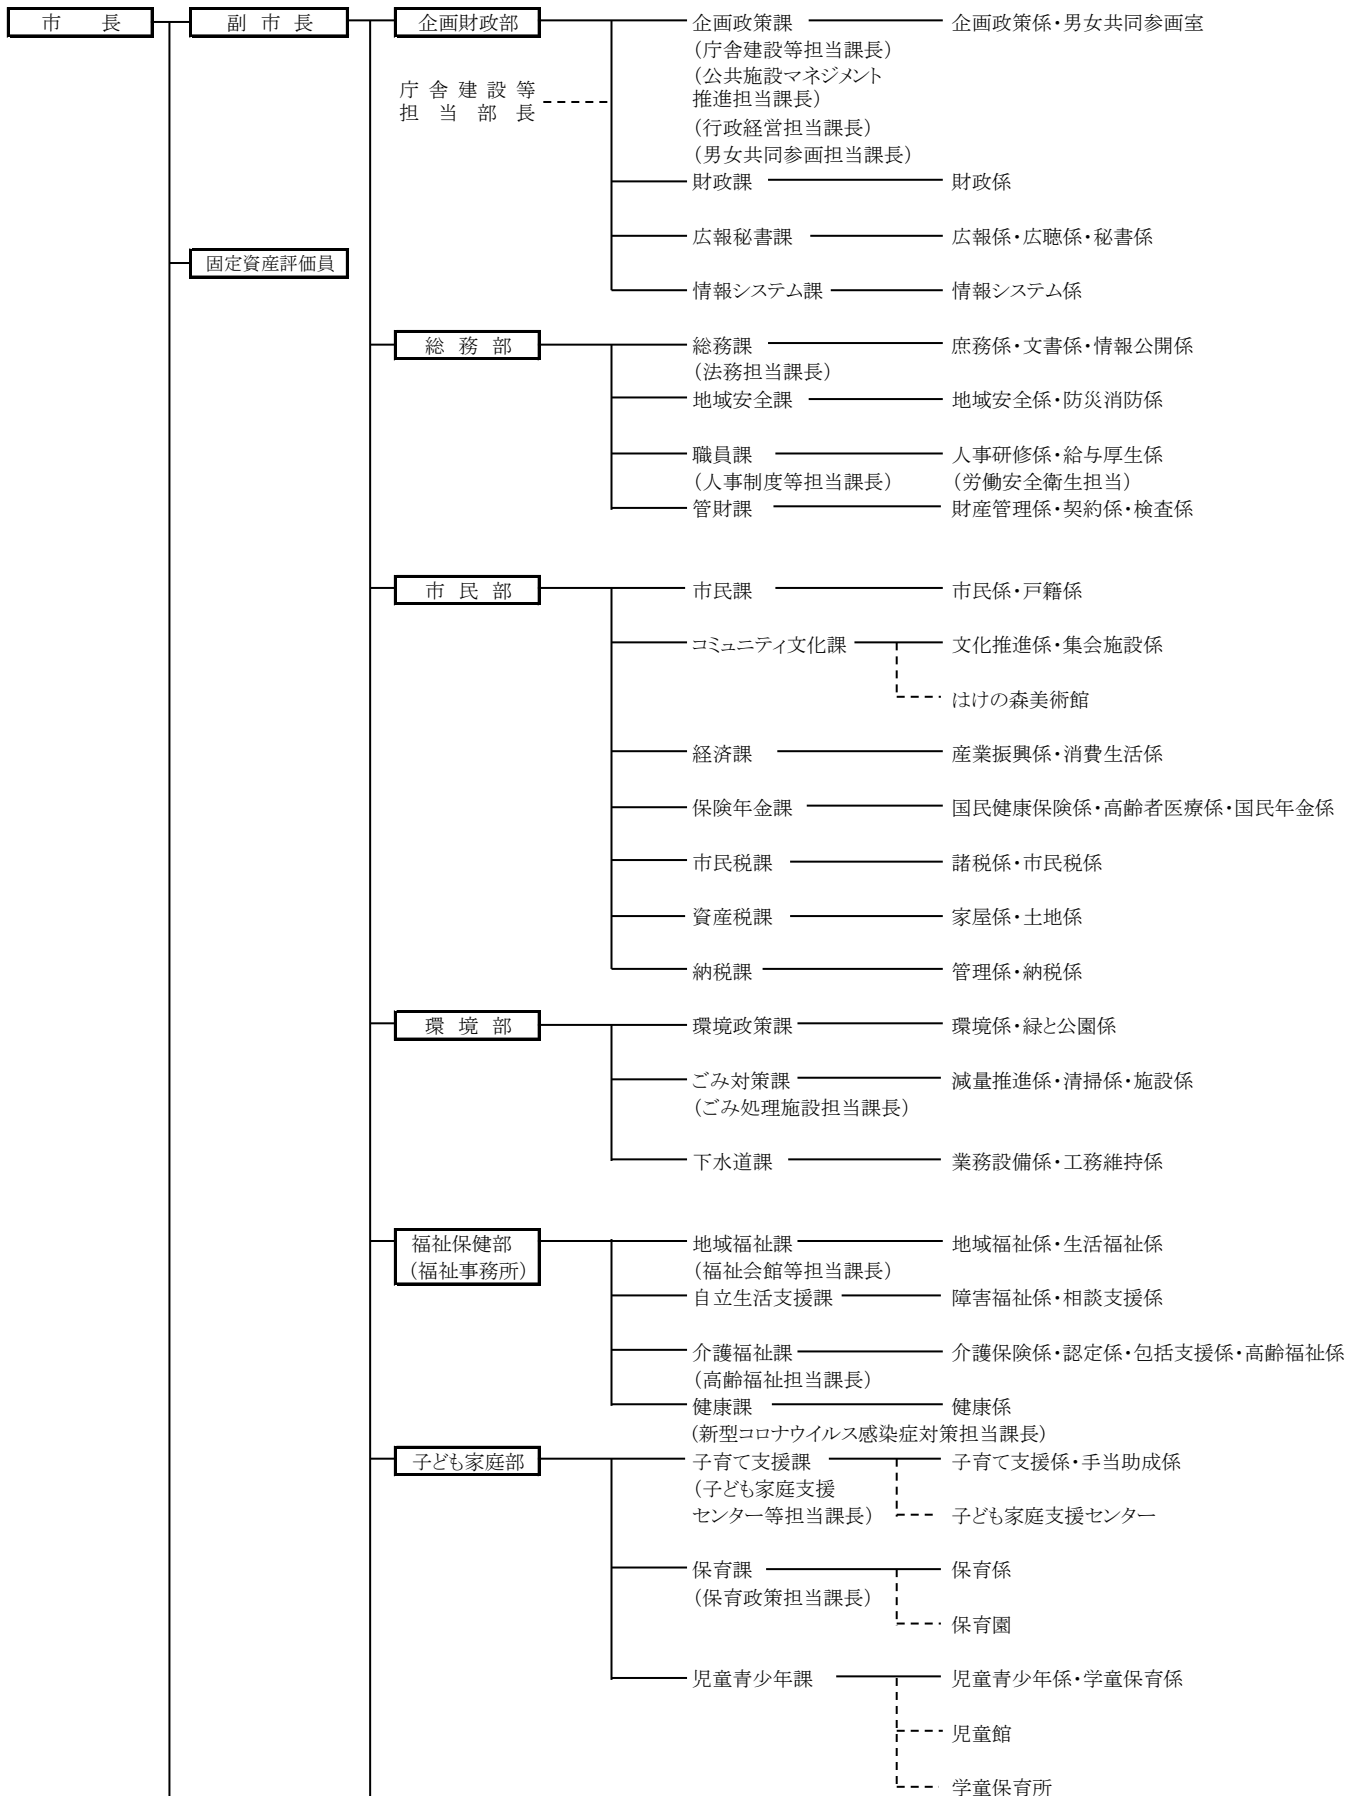 市長 副市長 企画財政部 企画政策課 企画政策係・男女共同参画室
(庁舎建設等担当課長)
(公共施設マネジメント
庁舎建設等
推進担当課長)
担当部長
(行政経営担当課長)
(男女共同参画担当課長)
財政課 財政係
広報秘書課 広報係・広聴係・秘書係
固定資産評価員
情報システム課 情報システム係
総務部 総務課 庶務係・文書係・情報公開係
(法務担当課長)
地域安全課 地域安全係・防災消防係
職員課 人事研修係・給与厚生係
(人事制度等担当課長) (労働安全衛生担当)
管財課 財産管理係・契約係・検査係
市民部 市民課 市民係・戸籍係
コミュニティ文化課 文化推進係・集会施設係
はけの森美術館
経済課 産業振興係・消費生活係
保険年金課 国民健康保険係・高齢者医療係・国民年金係
市民税課 諸税係・市民税係
資産税課 家屋係・土地係
納税課 管理係・納税係
環境部 環境政策課 環境係・緑と公園係
ごみ対策課 減量推進係・清掃係・施設係
(ごみ処理施設担当課長)
下水道課 業務設備係・工務維持係
福祉保健部 地域福祉課 地域福祉係・生活福祉係
(福祉事務所) (福祉会館等担当課長)
自立生活支援課 障害福祉係・相談支援係
介護福祉課 介護保険係・認定係・包括支援係・高齢福祉係
(高齢福祉担当課長)
健康課 健康係
(新型コロナウイルス感染症対策担当課長)
子ども家庭部 子育て支援課 子育て支援係・手当助成係
(子ども家庭支援
センター等担当課長) 子ども家庭支援センター
保育課 保育係
(保育政策担当課長)
保育園
児童青少年課 児童青少年係・学童保育係
児童館
学童保育所